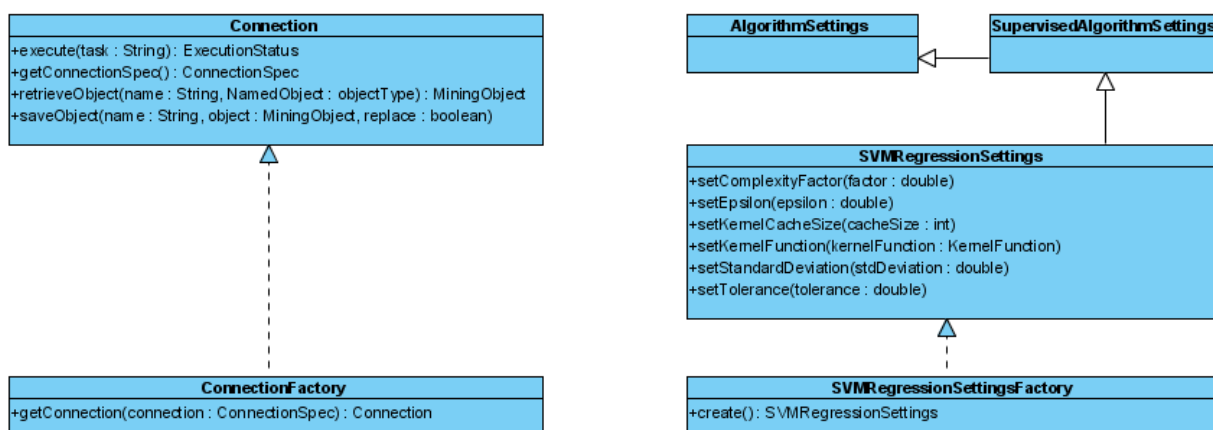 Connection
+execute(task : String) : ExecutionStatus
+getConnectionSpec() : ConnectionSpec
+retrieveObject(name : String, NamedObject : objectType) : MiningObject
+saveObject(name : String, object : MiningObject, replace : boolean)
ConnectionFactory
+getConnection(connection : ConnectionSpec) : Connection
AlgorithmSettings
SupervisedAlgorithmSettings
SVMRegressionSettings
+setComplexityFactor(factor : double)
+setEpsilon(epsilon : double)
+setKernelCacheSize(cacheSize : int)
+setKernelFunction(kernelFunction : KernelFunction)
+setStandardDeviation(stdDeviation : double)
+setTolerance(tolerance : double)
SVMRegressionSettingsFactory
+create() : SVMRegressionSettings